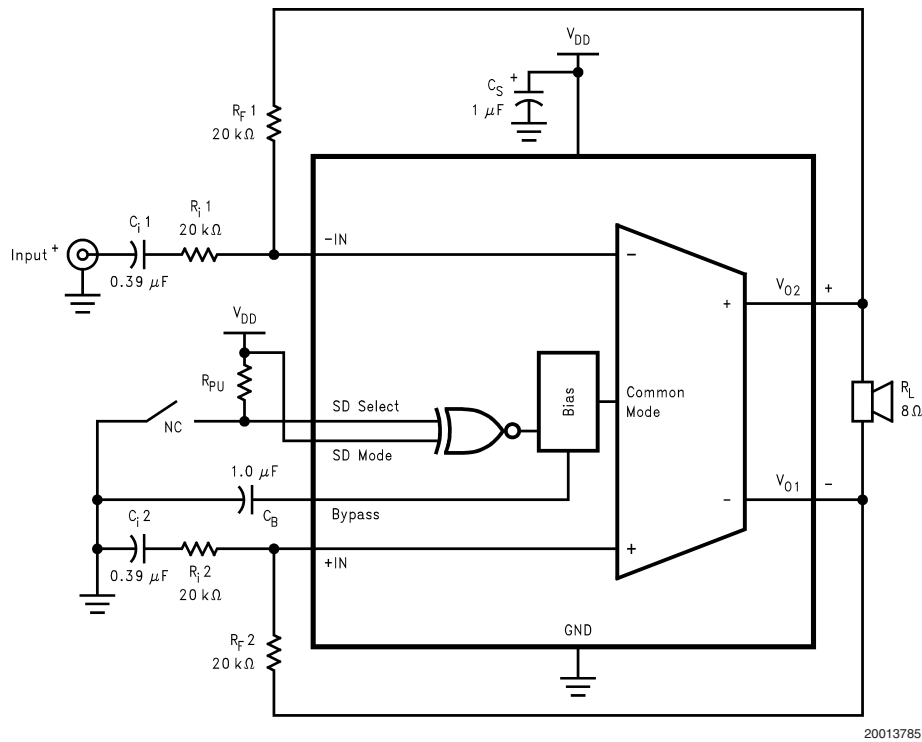 V_DD
C_S +
1 μF
R_F 1
20 kΩ
C_i 1
R_i 1
20 kΩ
Input +
0.39 μF
-IN
-
V_DD
R_PU
NC
SD Select
SD Mode
Bias
Common
Mode
+
V_O2 +
R_L
8Ω
1.0 μF
C_B
Bypass
-
V_O1 -
C_i 2
0.39 μF
R_i 2
20 kΩ
+IN
+
R_F 2
20 kΩ
GND
20013785